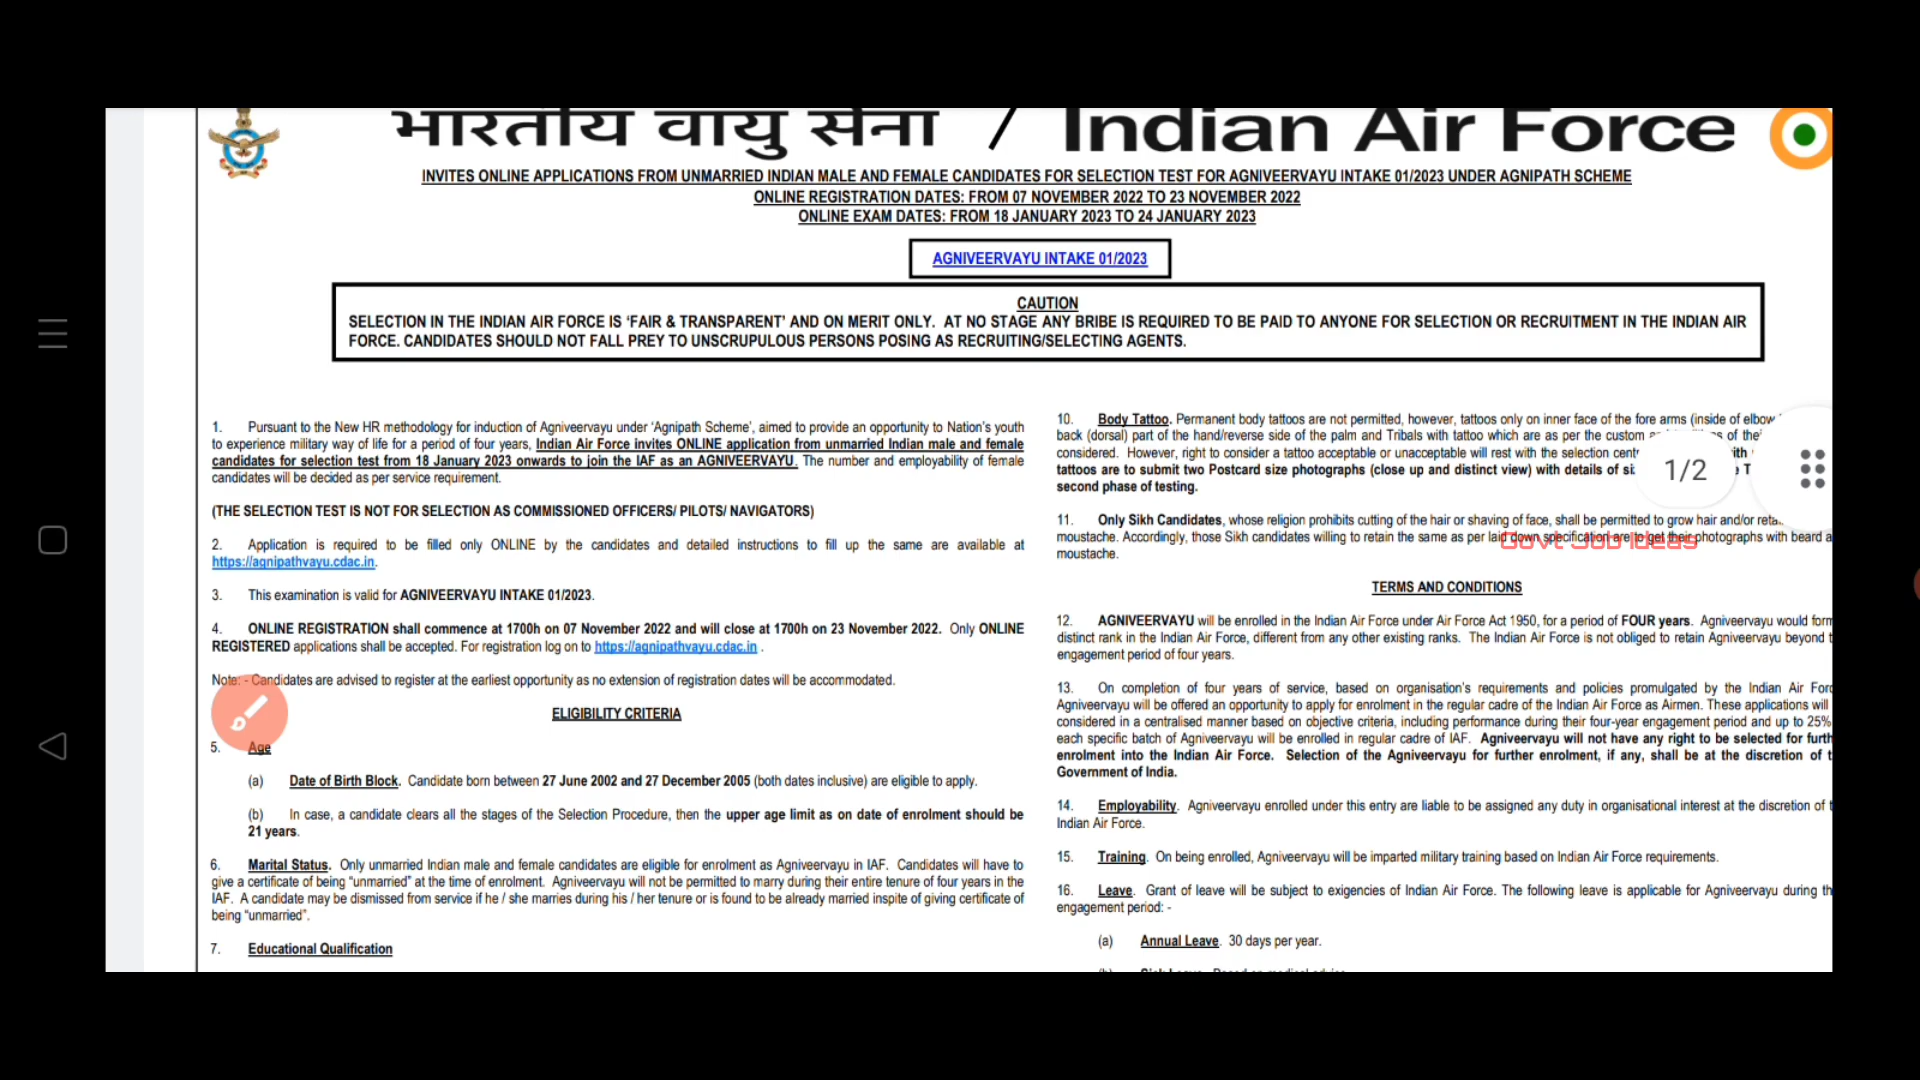 भारतीय वायु सेना / Indian Air Force
INVITES ONLINE APPLICATIONS FROM UNMARRIED INDIAN MALE AND FEMALE CANDIDATES FOR SELECTION TEST FOR AGNIVEERVAYU INTAKE 01/2023 UNDER AGNIPATH SCHEME
ONLINE REGISTRATION DATES: FROM 07 NOVEMBER 2022 TO 23 NOVEMBER 2022
ONLINE EXAM DATES: FROM 18 JANUARY 2023 TO 24 JANUARY 2023
AGNIVEERVAYU INTAKE 01/2023
CAUTION
SELECTION IN THE INDIAN AIR FORCE IS ‘FAIR & TRANSPARENT’ AND ON MERIT ONLY. AT NO STAGE ANY BRIBE IS REQUIRED TO BE PAID TO ANYONE FOR SELECTION OR RECRUITMENT IN THE INDIAN AIR
FORCE. CANDIDATES SHOULD NOT FALL PREY TO UNSCRUPULOUS PERSONS POSING AS RECRUITING/SELECTING AGENTS.
1. Pursuant to the New HR methodology for induction of Agniveervayu under ‘Agnipath Scheme’, aimed to provide an opportunity to Nation’s youth
to experience military way of life for a period of four years, Indian Air Force invites ONLINE application from unmarried Indian male and female
candidates for selection test from 18 January 2023 onwards to join the IAF as an AGNIVEERVAYU. The number and employability of female
candidates will be decided as per service requirement.
(THE SELECTION TEST IS NOT FOR SELECTION AS COMMISSIONED OFFICERS/ PILOTS/ NAVIGATORS)
2. Application is required to be filled only ONLINE by the candidates and detailed instructions to fill up the same are available at
https://agnipathvayu.cdac.in.
3. This examination is valid for AGNIVEERVAYU INTAKE 01/2023.
4. ONLINE REGISTRATION shall commence at 1700h on 07 November 2022 and will close at 1700h on 23 November 2022. Only ONLINE
REGISTERED applications shall be accepted. For registration log on to https://agnipathvayu.cdac.in .
Note: - Candidates are advised to register at the earliest opportunity as no extension of registration dates will be accommodated.
ELIGIBILITY CRITERIA
5. Age
(a) Date of Birth Block. Candidate born between 27 June 2002 and 27 December 2005 (both dates inclusive) are eligible to apply.
(b) In case, a candidate clears all the stages of the Selection Procedure, then the upper age limit as on date of enrolment should be
21 years.
6. Marital Status. Only unmarried Indian male and female candidates are eligible for enrolment as Agniveervayu in IAF. Candidates will have to
give a certificate of being “unmarried” at the time of enrolment. Agniveervayu will not be permitted to marry during their entire tenure of four years in the
IAF. A candidate may be dismissed from service if he / she marries during his / her tenure or is found to be already married inspite of giving certificate of
being “unmarried”.
7. Educational Qualification
10. Body Tattoo. Permanent body tattoos are not permitted, however, tattoos only on inner face of the fore arms (inside of elbow
back (dorsal) part of the hand/reverse side of the palm and Tribals with tattoo which are as per the custom of
considered. However, right to consider a tattoo acceptable or unacceptable will rest with the selection
tattoos are to submit two Postcard size photographs (close up and distinct view) with details of
second phase of testing.
1/2
11. Only Sikh Candidates, whose religion prohibits cutting of the hair or shaving of face, shall be permitted to grow hair and/or
moustache. Accordingly, those Sikh candidates willing to retain the same as per laid down specification are to get their photographs with beard
moustache.
Govt Job Ideas
TERMS AND CONDITIONS
12. AGNIVEERVAYU will be enrolled in the Indian Air Force under Air Force Act 1950, for a period of FOUR years. Agniveervayu would form
distinct rank in the Indian Air Force, different from any other existing ranks. The Indian Air Force is not obliged to retain Agniveervayu beyond
engagement period of four years.
13. On completion of four years of service, based on organisation’s requirements and policies promulgated by the Indian Air
Agniveervayu will be offered an opportunity to apply for enrolment in the regular cadre of the Indian Air Force as Airmen. These applications will
considered in a centralised manner based on objective criteria, including performance during their four-year engagement period and up to 25%
each specific batch of Agniveervayu will be enrolled in regular cadre of IAF. Agniveervayu will not have any right to be selected for
enrolment into the Indian Air Force. Selection of the Agniveervayu for further enrolment, if any, shall be at the discretion of
Government of India.
14. Employability. Agniveervayu enrolled under this entry are liable to be assigned any duty in organisational interest at the discretion of
Indian Air Force.
15. Training. On being enrolled, Agniveervayu will be imparted military training based on Indian Air Force requirements.
16. Leave. Grant of leave will be subject to exigencies of Indian Air Force. The following leave is applicable for Agniveervayu during
engagement period: -
(a) Annual Leave. 30 days per year.